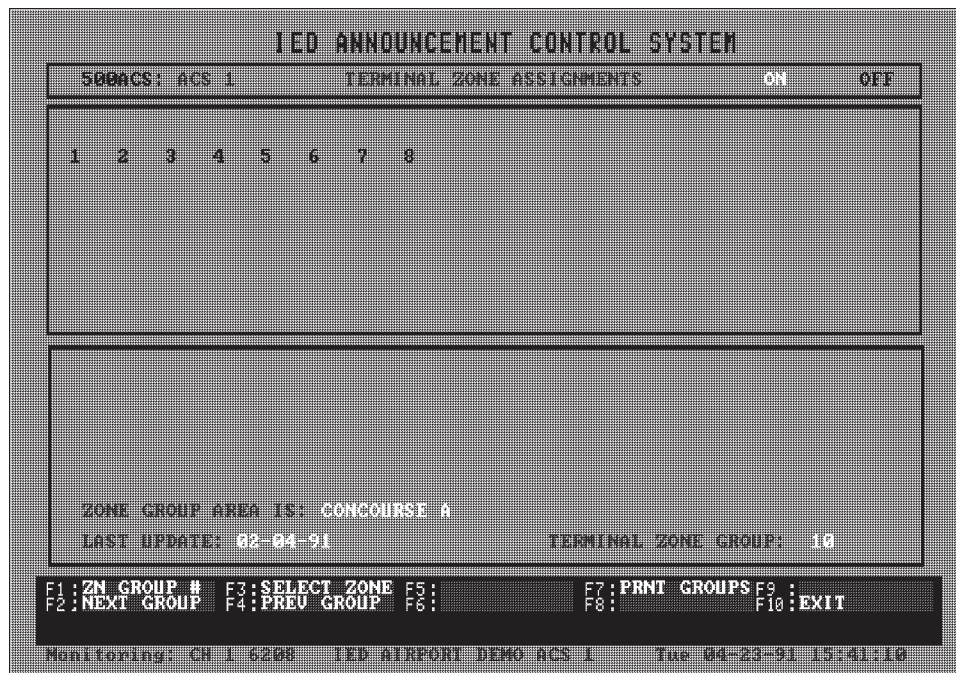 IED ANNOUNCEMENT CONTROL SYSTEM
500ACS: ACS 1 TERMINAL ZONE ASSIGNMENTS ON OFF
1 2 3 4 5 6 7 8
ZONE GROUP AREA IS: CONCOURSE A
LAST UPDATE: 02-04-91 TERMINAL ZONE GROUP: 10
F1: ZN GROUP # F3: SELECT ZONE F5: F7: PRNT GROUPS F9:
F2: NEXT GROUP F4: PREV GROUP F6: F8: F10: EXIT
Monitoring: CH 1 6208 IED AIRPORT DEMO ACS 1 Tue 04-23-91 15:41:10